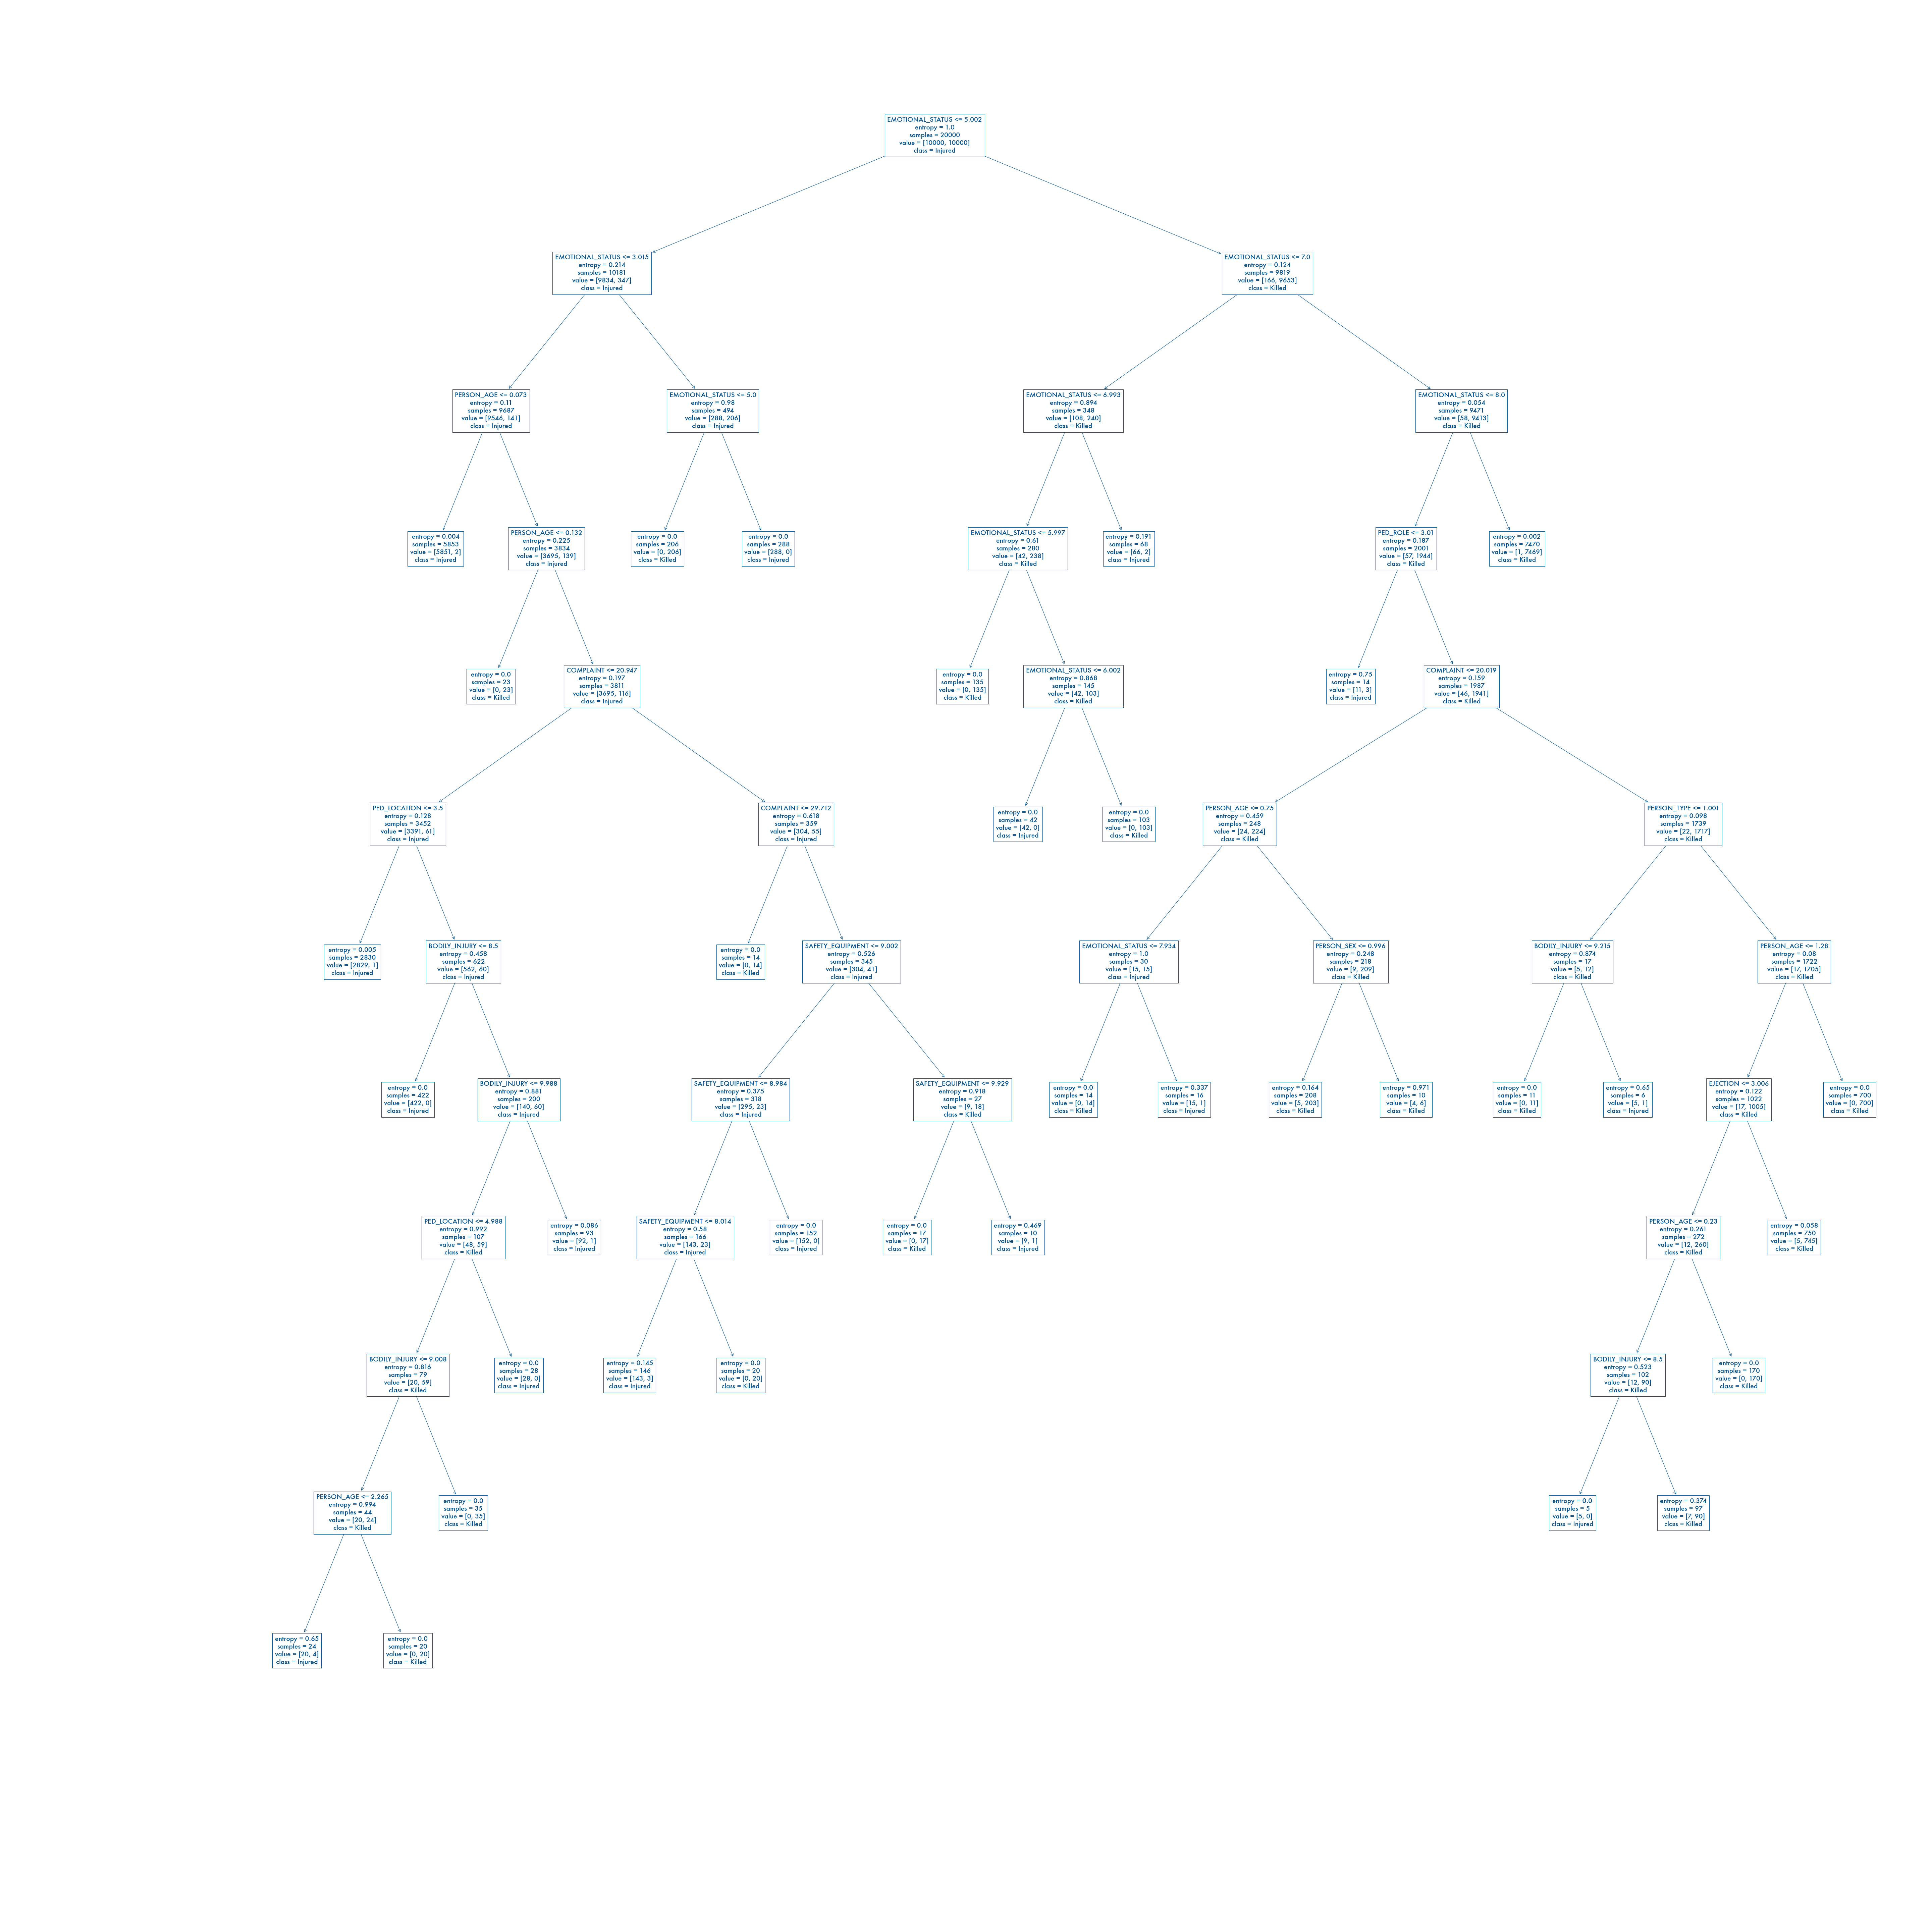 EMOTIONAL_STATUS <= 5.002
entropy = 1.0
samples = 20000
value = [10000, 10000]
class = Injured
EMOTIONAL_STATUS <= 3.015
entropy = 0.214
samples = 10181
value = [9834, 347]
class = Injured
EMOTIONAL_STATUS <= 7.0
entropy = 0.124
samples = 9819
value = [166, 9653]
class = Killed
PERSON_AGE <= 0.073
entropy = 0.11
samples = 9687
value = [9546, 141]
class = Injured
EMOTIONAL_STATUS <= 5.0
entropy = 0.98
samples = 494
value = [288, 206]
class = Injured
EMOTIONAL_STATUS <= 6.993
entropy = 0.894
samples = 348
value = [108, 240]
class = Killed
EMOTIONAL_STATUS <= 8.0
entropy = 0.054
samples = 9471
value = [58, 9413]
class = Killed
entropy = 0.004
samples = 5853
value = [5851, 2]
class = Injured
PERSON_AGE <= 0.132
entropy = 0.225
samples = 3834
value = [3695, 139]
class = Injured
entropy = 0.0
samples = 206
value = [0, 206]
class = Killed
entropy = 0.0
samples = 288
value = [288, 0]
class = Injured
EMOTIONAL_STATUS <= 5.997
entropy = 0.61
samples = 280
value = [42, 238]
class = Killed
entropy = 0.191
samples = 68
value = [66, 2]
class = Injured
PED_ROLE <= 3.01
entropy = 0.187
samples = 2001
value = [57, 1944]
class = Killed
entropy = 0.002
samples = 7470
value = [1, 7469]
class = Killed
entropy = 0.0
samples = 23
value = [0, 23]
class = Killed
COMPLAINT <= 20.947
entropy = 0.197
samples = 3811
value = [3695, 116]
class = Injured
entropy = 0.0
samples = 135
value = [0, 135]
class = Killed
EMOTIONAL_STATUS <= 6.002
entropy = 0.868
samples = 145
value = [42, 103]
class = Killed
entropy = 0.75
samples = 14
value = [11, 3]
class = Injured
COMPLAINT <= 20.019
entropy = 0.159
samples = 1987
value = [46, 1941]
class = Killed
PED_LOCATION <= 3.5
entropy = 0.128
samples = 3452
value = [3391, 61]
class = Injured
COMPLAINT <= 29.712
entropy = 0.618
samples = 359
value = [304, 55]
class = Injured
entropy = 0.0
samples = 42
value = [42, 0]
class = Injured
entropy = 0.0
samples = 103
value = [0, 103]
class = Killed
PERSON_AGE <= 0.75
entropy = 0.459
samples = 248
value = [24, 224]
class = Killed
PERSON_TYPE <= 1.001
entropy = 0.098
samples = 1739
value = [22, 1717]
class = Killed
entropy = 0.005
samples = 2830
value = [2829, 1]
class = Injured
BODILY_INJURY <= 8.5
entropy = 0.458
samples = 622
value = [562, 60]
class = Injured
entropy = 0.0
samples = 14
value = [0, 14]
class = Killed
SAFETY_EQUIPMENT <= 9.002
entropy = 0.526
samples = 345
value = [304, 41]
class = Injured
EMOTIONAL_STATUS <= 7.934
entropy = 1.0
samples = 30
value = [15, 15]
class = Injured
PERSON_SEX <= 0.996
entropy = 0.248
samples = 218
value = [9, 209]
class = Killed
BODILY_INJURY <= 9.215
entropy = 0.874
samples = 17
value = [5, 12]
class = Killed
PERSON_AGE <= 1.28
entropy = 0.08
samples = 1722
value = [17, 1705]
class = Killed
entropy = 0.0
samples = 422
value = [422, 0]
class = Injured
BODILY_INJURY <= 9.988
entropy = 0.881
samples = 200
value = [140, 60]
class = Injured
SAFETY_EQUIPMENT <= 8.984
entropy = 0.375
samples = 318
value = [295, 23]
class = Injured
SAFETY_EQUIPMENT <= 9.929
entropy = 0.918
samples = 27
value = [9, 18]
class = Killed
entropy = 0.0
samples = 14
value = [0, 14]
class = Killed
entropy = 0.337
samples = 16
value = [15, 1]
class = Injured
entropy = 0.164
samples = 208
value = [5, 203]
class = Killed
entropy = 0.971
samples = 10
value = [4, 6]
class = Killed
entropy = 0.0
samples = 11
value = [0, 11]
class = Killed
entropy = 0.65
samples = 6
value = [5, 1]
class = Injured
EJECTION <= 3.006
entropy = 0.122
samples = 1022
value = [17, 1005]
class = Killed
entropy = 0.0
samples = 700
value = [0, 700]
class = Killed
PED_LOCATION <= 4.988
entropy = 0.992
samples = 107
value = [48, 59]
class = Killed
entropy = 0.086
samples = 93
value = [92, 1]
class = Injured
SAFETY_EQUIPMENT <= 8.014
entropy = 0.58
samples = 166
value = [143, 23]
class = Injured
entropy = 0.0
samples = 152
value = [152, 0]
class = Injured
entropy = 0.0
samples = 17
value = [0, 17]
class = Killed
entropy = 0.469
samples = 10
value = [9, 1]
class = Injured
PERSON_AGE <= 0.23
entropy = 0.261
samples = 272
value = [12, 260]
class = Killed
entropy = 0.058
samples = 750
value = [5, 745]
class = Killed
BODILY_INJURY <= 9.008
entropy = 0.816
samples = 79
value = [20, 59]
class = Killed
entropy = 0.0
samples = 28
value = [28, 0]
class = Injured
entropy = 0.145
samples = 146
value = [143, 3]
class = Injured
entropy = 0.0
samples = 20
value = [0, 20]
class = Killed
BODILY_INJURY <= 8.5
entropy = 0.523
samples = 102
value = [12, 90]
class = Killed
entropy = 0.0
samples = 170
value = [0, 170]
class = Killed
PERSON_AGE <= 2.265
entropy = 0.994
samples = 44
value = [20, 24]
class = Killed
entropy = 0.0
samples = 35
value = [0, 35]
class = Killed
entropy = 0.0
samples = 5
value = [5, 0]
class = Injured
entropy = 0.374
samples = 97
value = [7, 90]
class = Killed
entropy = 0.65
samples = 24
value = [20, 4]
class = Injured
entropy = 0.0
samples = 20
value = [0, 20]
class = Killed